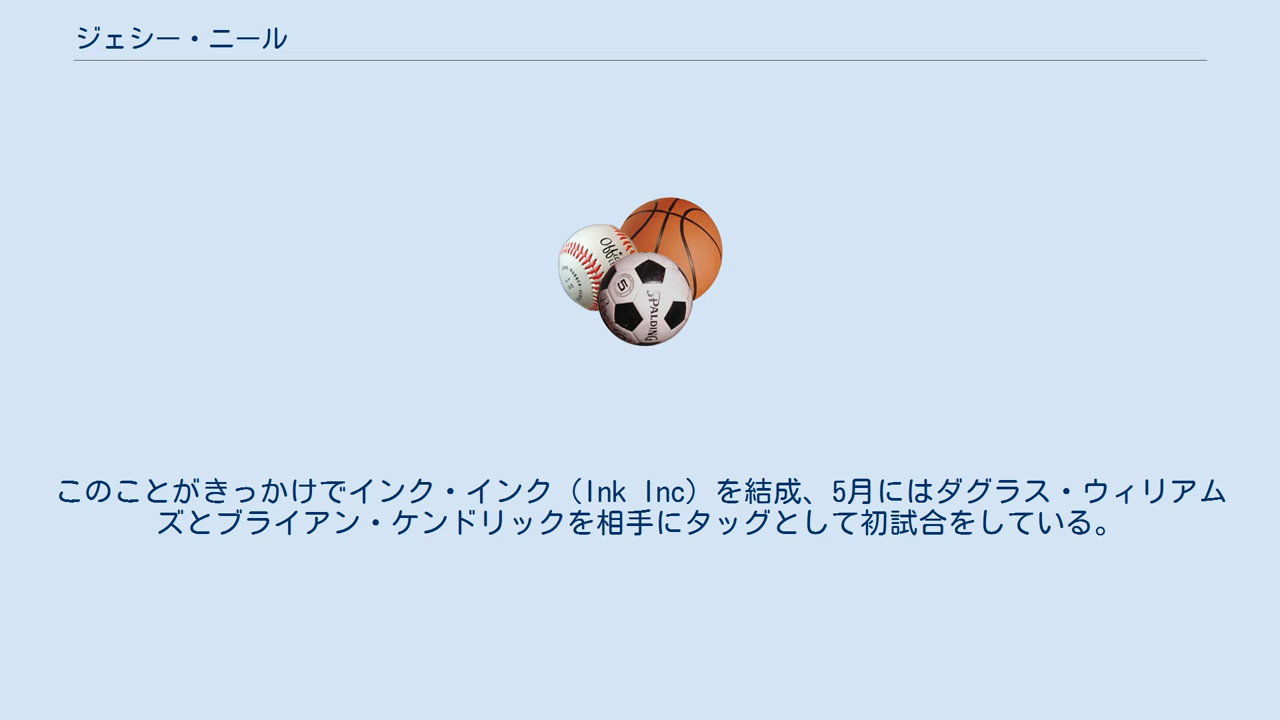 ジェシー・ニール
Offic
5
SPALDING
このことがきっかけでインク・インク（Ink Inc）を結成、5月にはダグラス・ウィリアム
ズとブライアン・ケンドリックを相手にタッグとして初試合をしている。